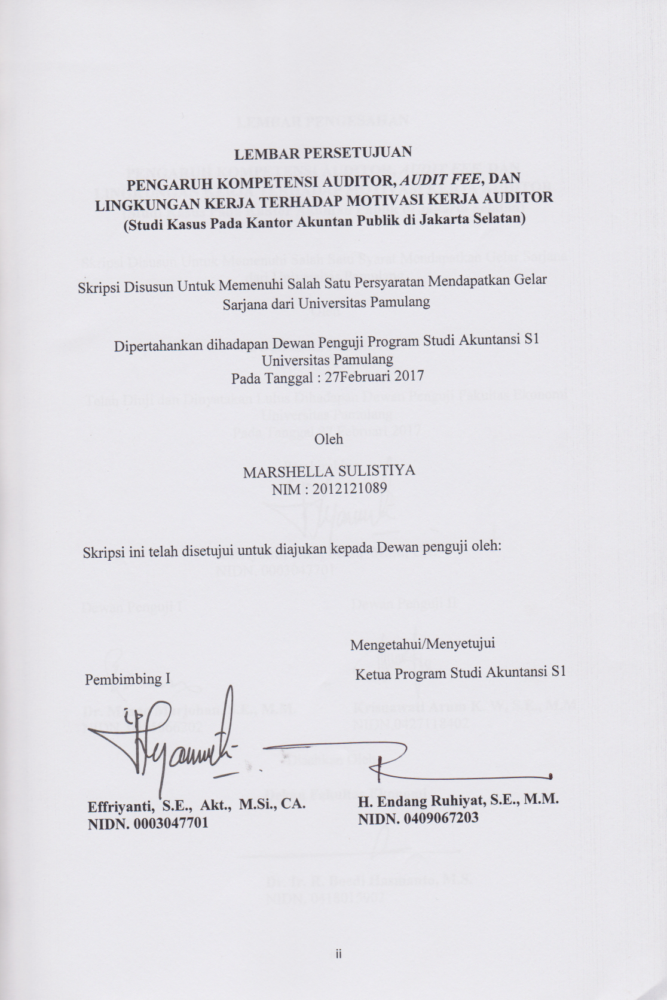 LEMBAR PERSETUJUAN
PENGARUH KOMPETENSI AUDITOR, AUDIT FEE, DAN
LINGKUNGAN KERJA TERHADAP MOTIVASI KERJA AUDITOR
(Studi Kasus Pada Kantor Akuntan Publik di Jakarta Selatan)
Skripsi Disusun Untuk Memenuhi Salah Satu Persyaratan Mendapatkan Gelar
Sarjana dari Universitas Pamulang
Dipertahankan dihadapan Dewan Penguji Program Studi Akuntansi S1
Universitas Pamulang
Pada Tanggal : 27Februari 2017
Oleh
MARSHELLA SULISTIYA
NIM : 2012121089
Skripsi ini telah disetujui untuk diajukan kepada Dewan penguji oleh:
Mengetahui/Menyetujui
Pembimbing I
Ketua Program Studi Akuntansi S1
Effriyanti, S.E., Akt., M.Si., CA.
NIDN. 0003047701
H. Endang Ruhiyat, S.E., M.M.
NIDN. 0409067203
ii